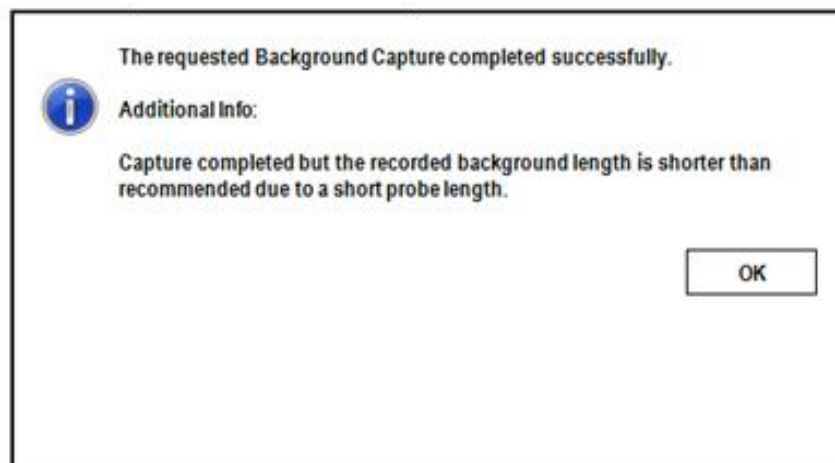 The requested Background Capture completed successfully.
Additional Info:
Capture completed but the recorded background length is shorter than
recommended due to a short probe length.
OK